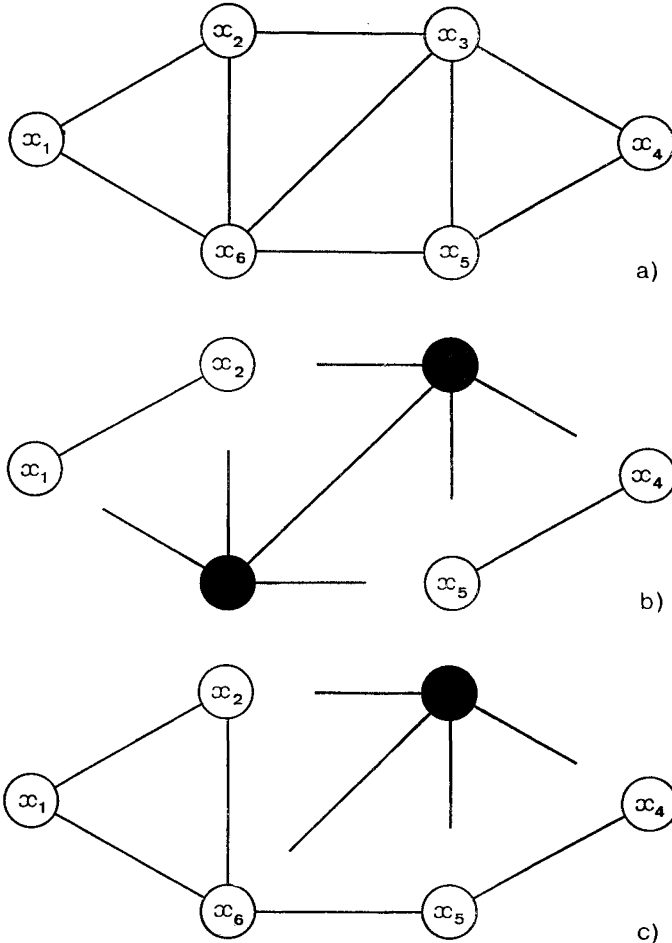 x₂ x₃
x₁ x₄
x₆ x₅
a)
x₂
x₁ x₄
x₅
b)
x₂
x₁ x₄
x₆ x₅
c)